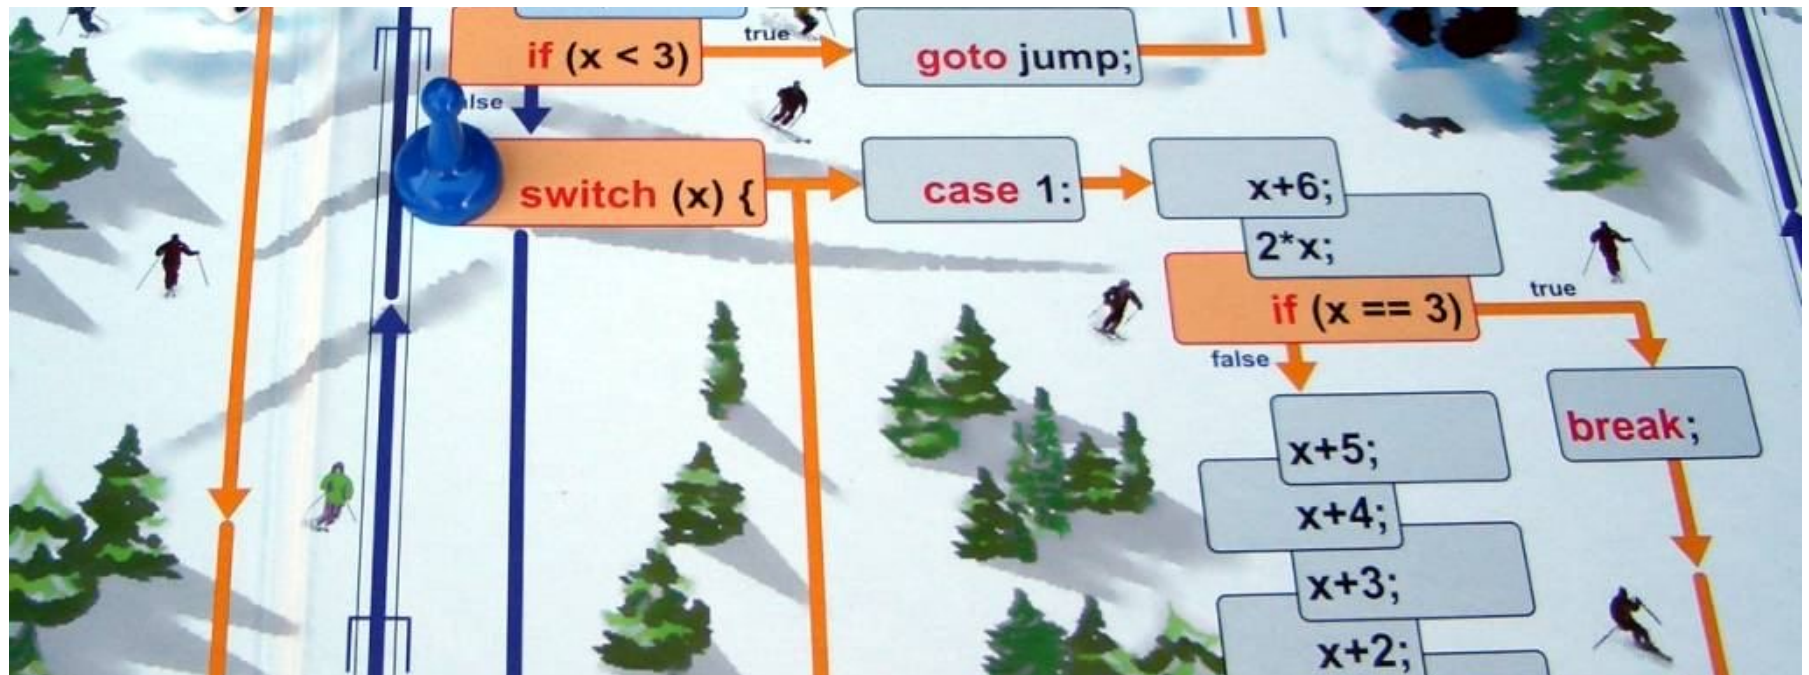 if (x < 3)
true
goto jump;
false
switch (x) {
case 1:
x+6;
2*x;
if (x == 3)
true
false
break;
x+5;
x+4;
x+3;
x+2;